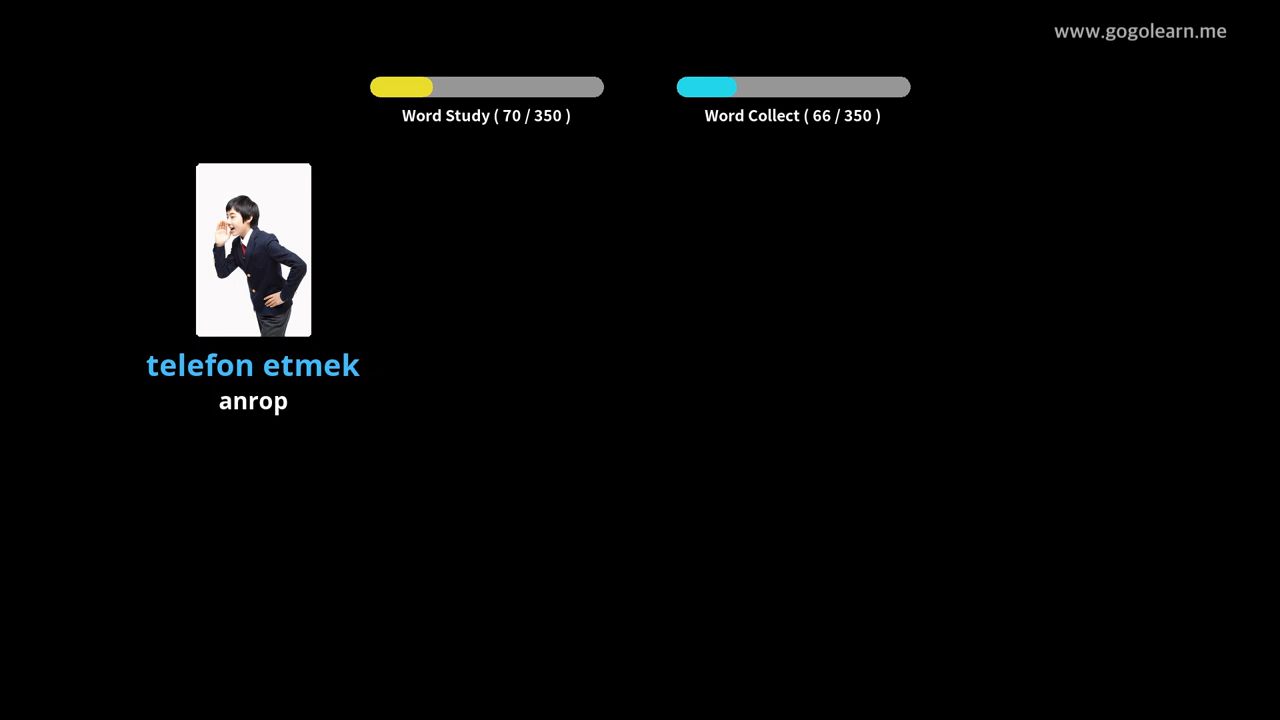 www.gogolearn.me
Word Study ( 70 / 350 )
Word Collect ( 66 / 350 )
telefon etmek
anrop